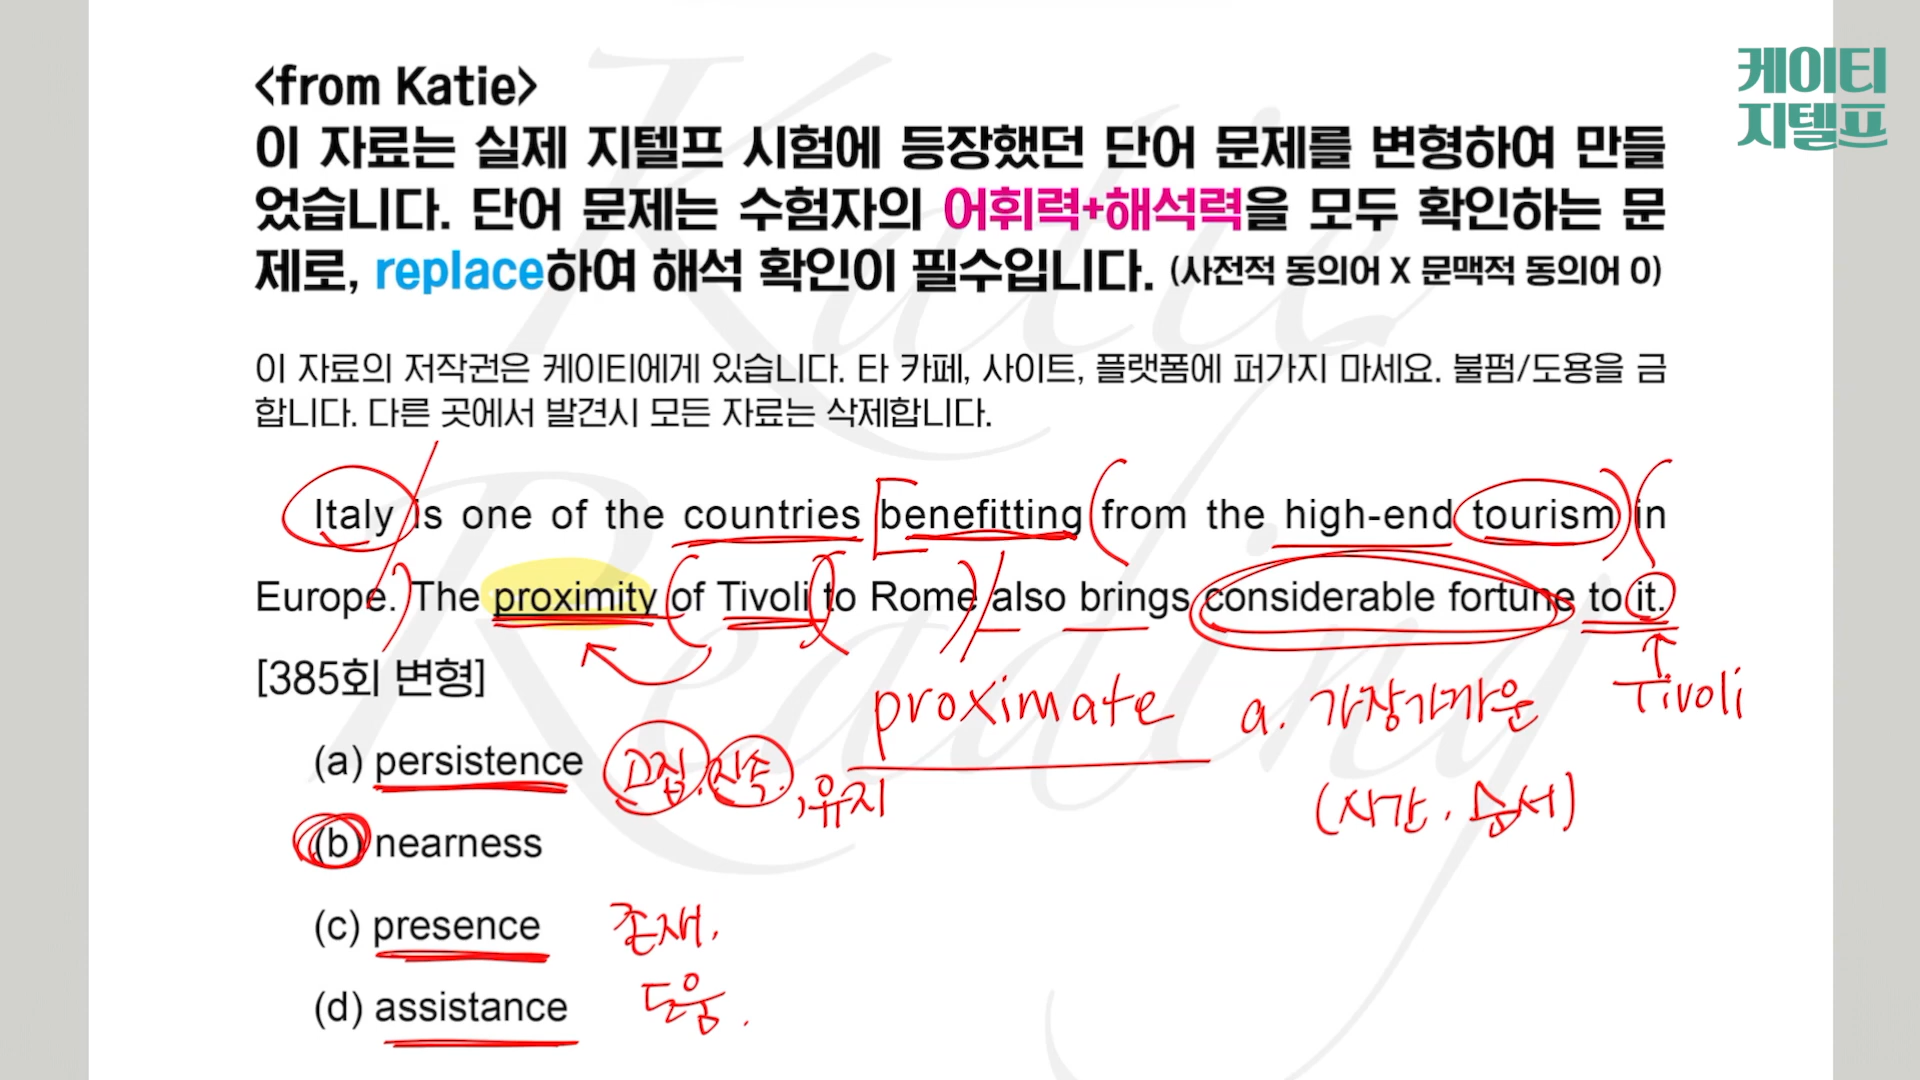 케이티
지텔프
<from Katie>
이 자료는 실제 지텔프 시험에 등장했던 단어 문제를 변형하여 만들
었습니다. 단어 문제는 수험자의 어휘력+해석력을 모두 확인하는 문
제로, replace하여 해석 확인이 필수입니다. (사전적 동의어 X 문맥적 동의어 O)
이 자료의 저작권은 케이티에게 있습니다. 타 카페, 사이트, 플랫폼에 퍼가지 마세요. 불펌/도용을 금
합니다. 다른 곳에서 발견시 모든 자료는 삭제합니다.
Italy is one of the countries benefitting from the high-end tourism in
Europe. The proximity of Tivoli to Rome also brings considerable fortune to it.
Tivoli
[385회 변형]
proximate a. 가장가까운
(시간, 순서)
(a) persistence 고집, 지속, 유지
(b) nearness
(c) presence 존재,
(d) assistance 도움.
Katie
Reading